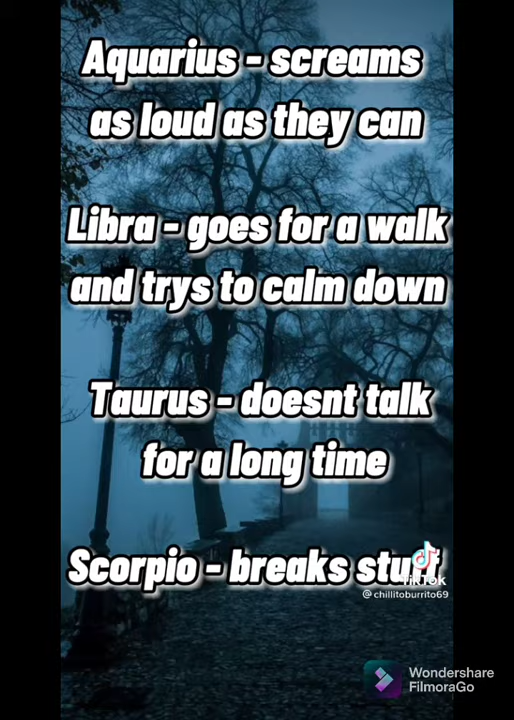 Aquarius - screams
as loud as they can
Libra - goes for a walk
and trys to calm down
Taurus - doesnt talk
for a long time
Scorpio - breaks stuff
TikTok
@chillitoburrito69
Wondershare
FilmoraGo